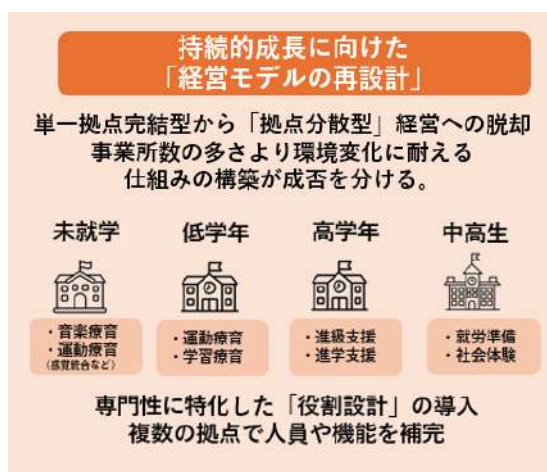 持続的成長に向けた
「経営モデルの再設計」
単一拠点完結型から「拠点分散型」経営への脱却
事業所数の多さより環境変化に耐える
仕組みの構築が成否を分ける。
未就学
低学年
高学年
中高生
・音楽療育
・運動療育
(感覚統合など)
・運動療育
・学習療育
・進級支援
・進学支援
・就労準備
・社会体験
専門性に特化した「役割設計」の導入
複数の拠点で人員や機能を補完